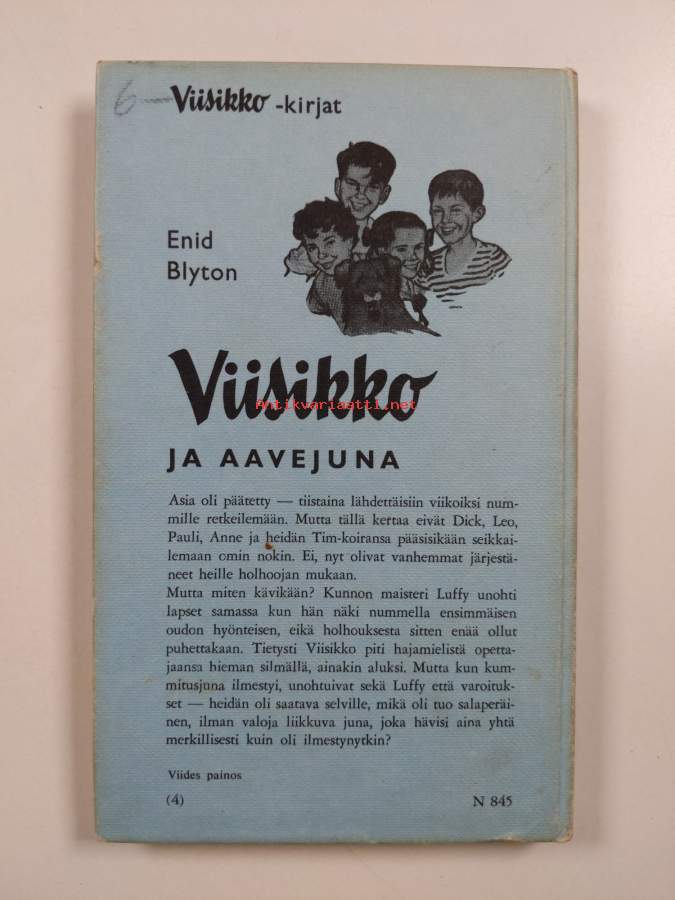 6—
Viisikko -kirjat
Enid
Blyton
Viisikko
Antikvariaatti.net
JA AAVEJUNA
Asia oli päätetty — tiistaina lähdettäisiin viikoiksi num-
mille retkeilemään. Mutta tällä kertaa eivät Dick, Leo,
Pauli, Anne ja heidän Tim-koiransa pääsisikään seikkai-
lemaan omin nokin. Ei, nyt olivat vanhemmat järjestä-
neet heille holhoojan mukaan.
Mutta miten kävikään? Kunnon maisteri Luffy unohti
lapset samassa kun hän näki nummella ensimmäisen
oudon hyönteisen, eikä holhouksesta sitten enää ollut
puhettakaan. Tietysti Viisikko piti hajamielistä opetta-
jaansa hieman silmällä, ainakin aluksi. Mutta kun kum-
mitusjuna ilmestyi, unohtuivat sekä Luffy että varoituk-
set — heidän oli saatava selville, mikä oli tuo salaperäi-
nen, ilman valoja liikkuva juna, joka hävisi aina yhtä
merkillisesti kuin oli ilmestynytkin?
Viides painos
(4) N 845